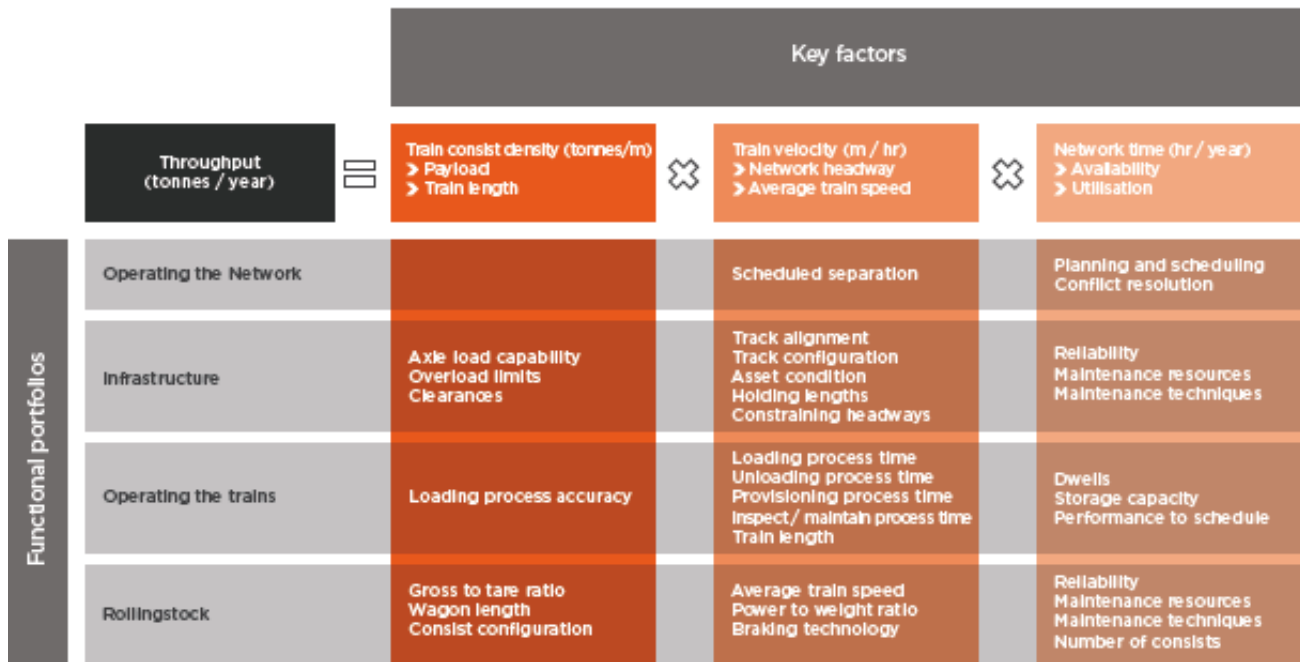 Key factors
Throughput
(tonnes / year)
Train consist density (tonnes/m)
> Payload
> Train length
Train velocity (m / hr)
> Network headway
> Average train speed
Network time (hr / year)
> Availability
> Utilisation
Functional portfolios
Operating the Network
Scheduled separation
Planning and scheduling
Conflict resolution
Infrastructure
Axle load capability
Overload limits
Clearances
Track alignment
Track configuration
Asset condition
Holding lengths
Constraining headways
Reliability
Maintenance resources
Maintenance techniques
Operating the trains
Loading process accuracy
Loading process time
Unloading process time
Provisioning process time
Inspect / maintain process time
Train length
Dwells
Storage capacity
Performance to schedule
Rollingstock
Gross to tare ratio
Wagon length
Consist configuration
Average train speed
Power to weight ratio
Braking technology
Reliability
Maintenance resources
Maintenance techniques
Number of consists